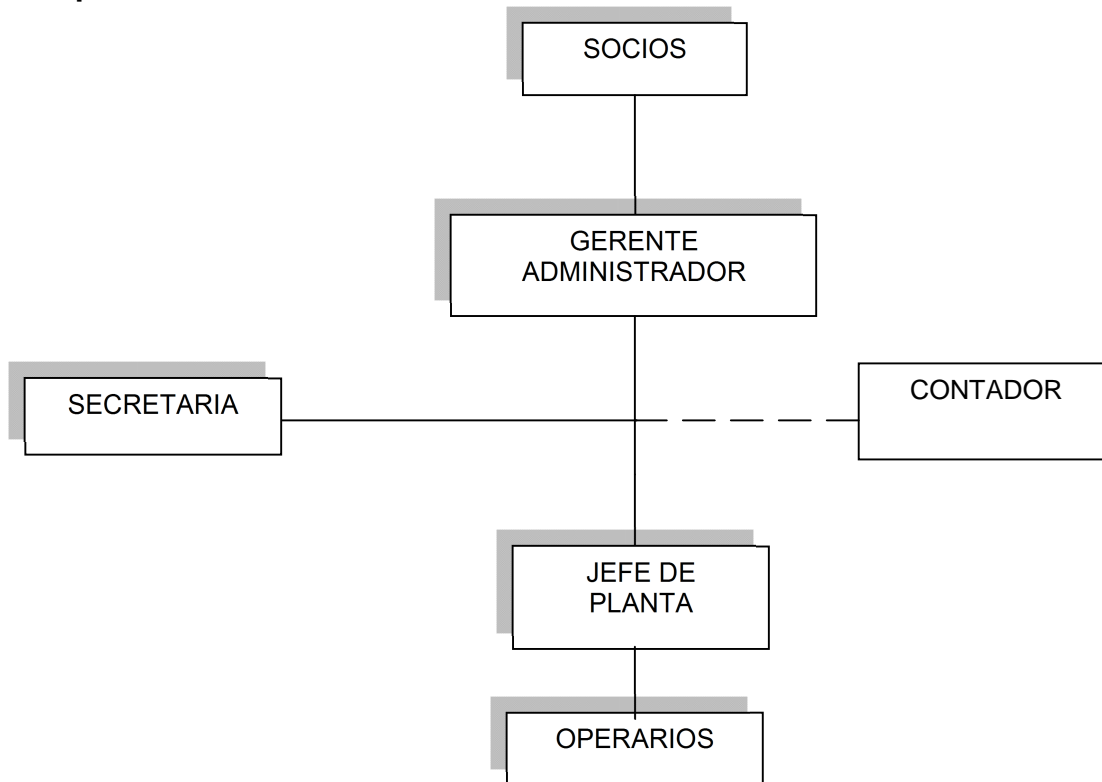 SOCIOS
GERENTE
ADMINISTRADOR
SECRETARIA
CONTADOR
JEFE DE
PLANTA
OPERARIOS